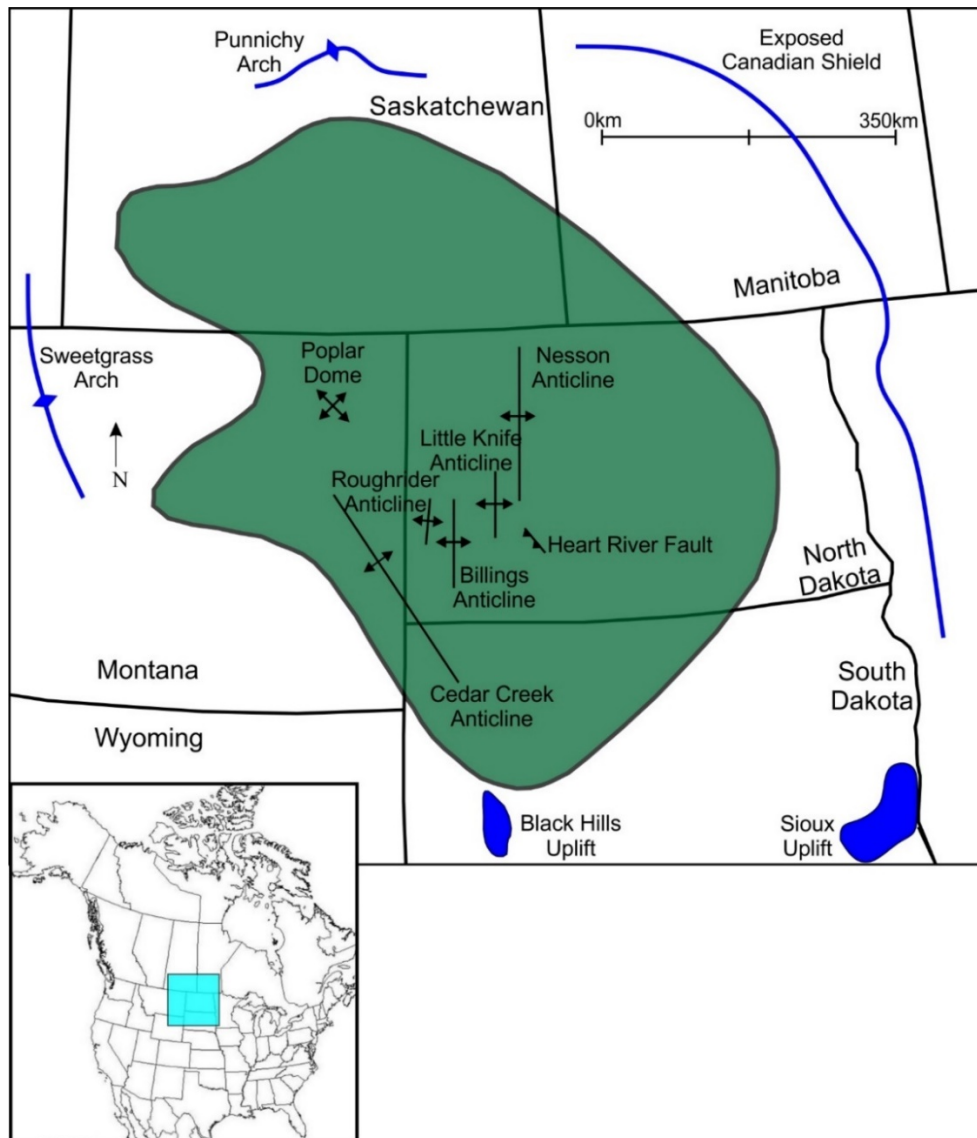 Punnichy
Arch
Exposed
Canadian Shield
Saskatchewan
0km
350km
Manitoba
Sweetgrass
Arch
Poplar
Dome
Nesson
Anticline
N
Little Knife
Anticline
Roughrider
Anticline
Heart River Fault
Billings
Anticline
North
Dakota
Montana
South
Dakota
Cedar Creek
Anticline
Wyoming
Black Hills
Uplift
Sioux
Uplift